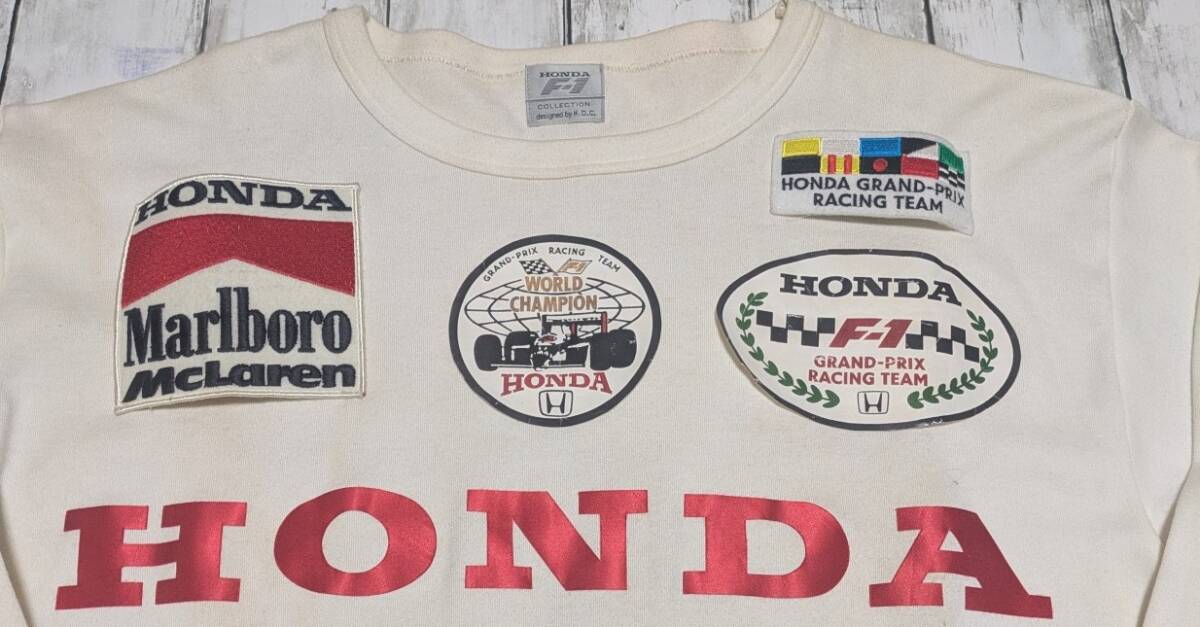 HONDA
F-1
COLLECTION
designed by H.D.C.
HONDA
Marlboro
McLaren
GRAND-PRIX RACING TEAM
F-1
WORLD
CHAMPION
HONDA
HONDA GRAND-PRIX
RACING TEAM
HONDA
F-1
GRAND-PRIX
RACING TEAM
HONDA